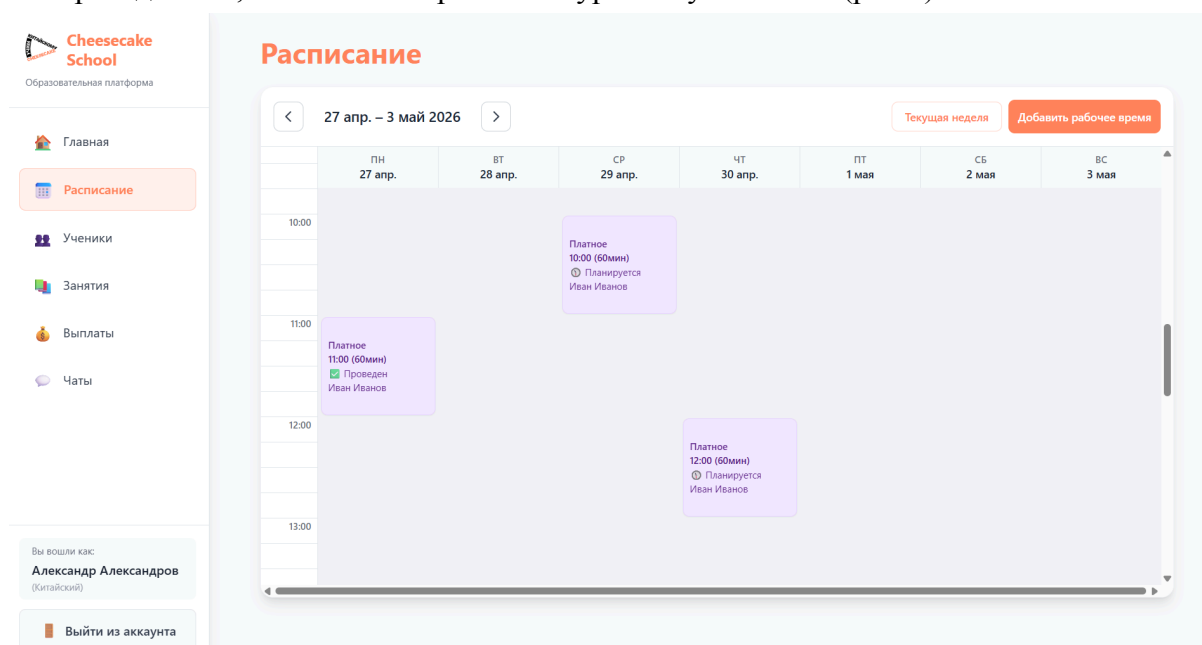 Cheesecake
School
Образовательная платформа
Главная
Расписание
Ученики
Занятия
Выплаты
Чаты
Вы вошли как:
Александр Александров
(Китайский)
Выйти из аккаунта
Расписание
27 апр. – 3 май 2026
Текущая неделя
Добавить рабочее время
ПН ВТ СР ЧТ ПТ СБ ВС
27 апр. 28 апр. 29 апр. 30 апр. 1 мая 2 мая 3 мая
10:00
Платное
10:00 (60мин)
Планируется
Иван Иванов
11:00
Платное
11:00 (60мин)
Проведен
Иван Иванов
12:00
Платное
12:00 (60мин)
Планируется
Иван Иванов
13:00